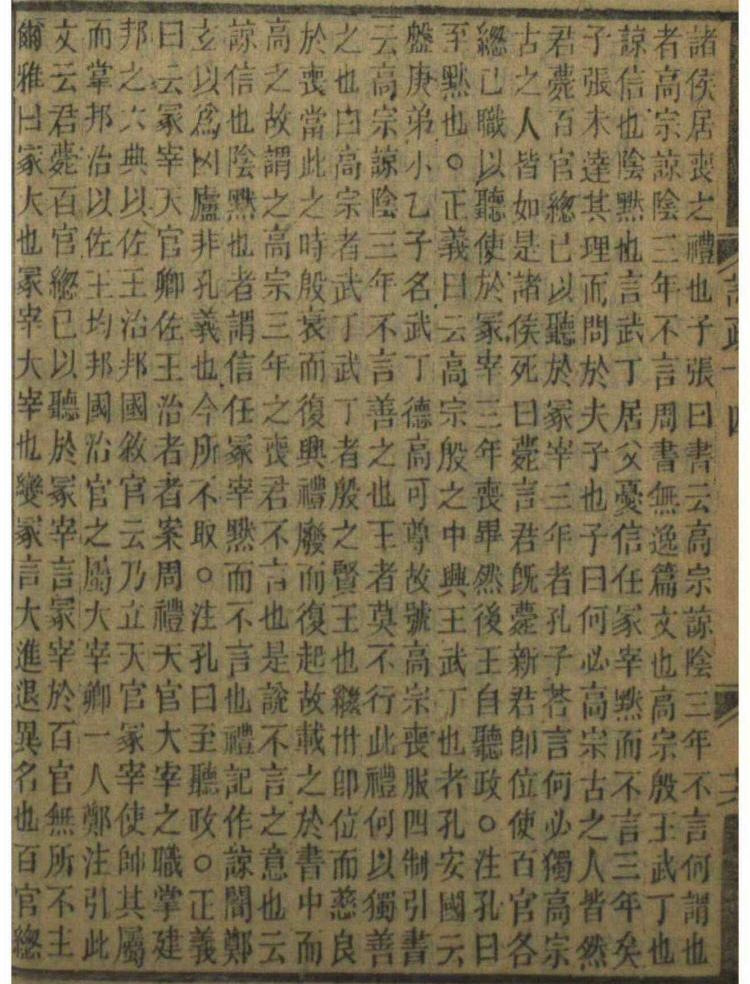 諸侯居喪之禮也子張曰書云高宗諒陰三年不言何謂也
者高宗諒陰三年不言周書無逸篇文也高宗殷王武丁也
諒信也陰黙也言武丁居父憂信任冢宰黙而不言三年矣
子張未達其理而問於夫子也子曰何必高宗古之人皆然
君薨百官總已以聽於冢宰三年者孔子荅言何必獨高宗
古之人皆如是諸侯死曰薨言君旣薨新君卽位使百官各
總已職以聽使於冢宰三年喪畢然後王自聽政○注孔曰
至黙也○正義曰云高宗殷之中興王武丁也者孔安國云
盤庚弟小乙子名武丁德高可尊故號高宗喪服四制引書
云高宗諒陰三年不言善之也王者莫不行此禮何以獨善
之也曰高宗者武丁武丁者殷之賢王也繼世卽位而慈良
於喪當此之時殷衰而復興禮廢而復起故載之於書中而
高之故謂之高宗三年之喪君不言也是說不言之意也云
諒信也陰黙也者謂信任冢宰黙而不言也禮記作諒闇鄭
玄以爲凶廬非孔義也今所不取○注孔曰至聽政○正義
曰云冢宰天官卿佐王治者者案周禮天官大宰之職掌建
邦之六典以佐王治邦國敘官云乃立天官冢宰使帥其屬
而掌邦治以佐王均邦國治官之屬大宰卿一人鄭注引此
文云君薨百官總已以聽於冢宰言冢宰於百官無所不主
爾雅曰冢大也冢宰大宰也變冢言大進退異名也百官總